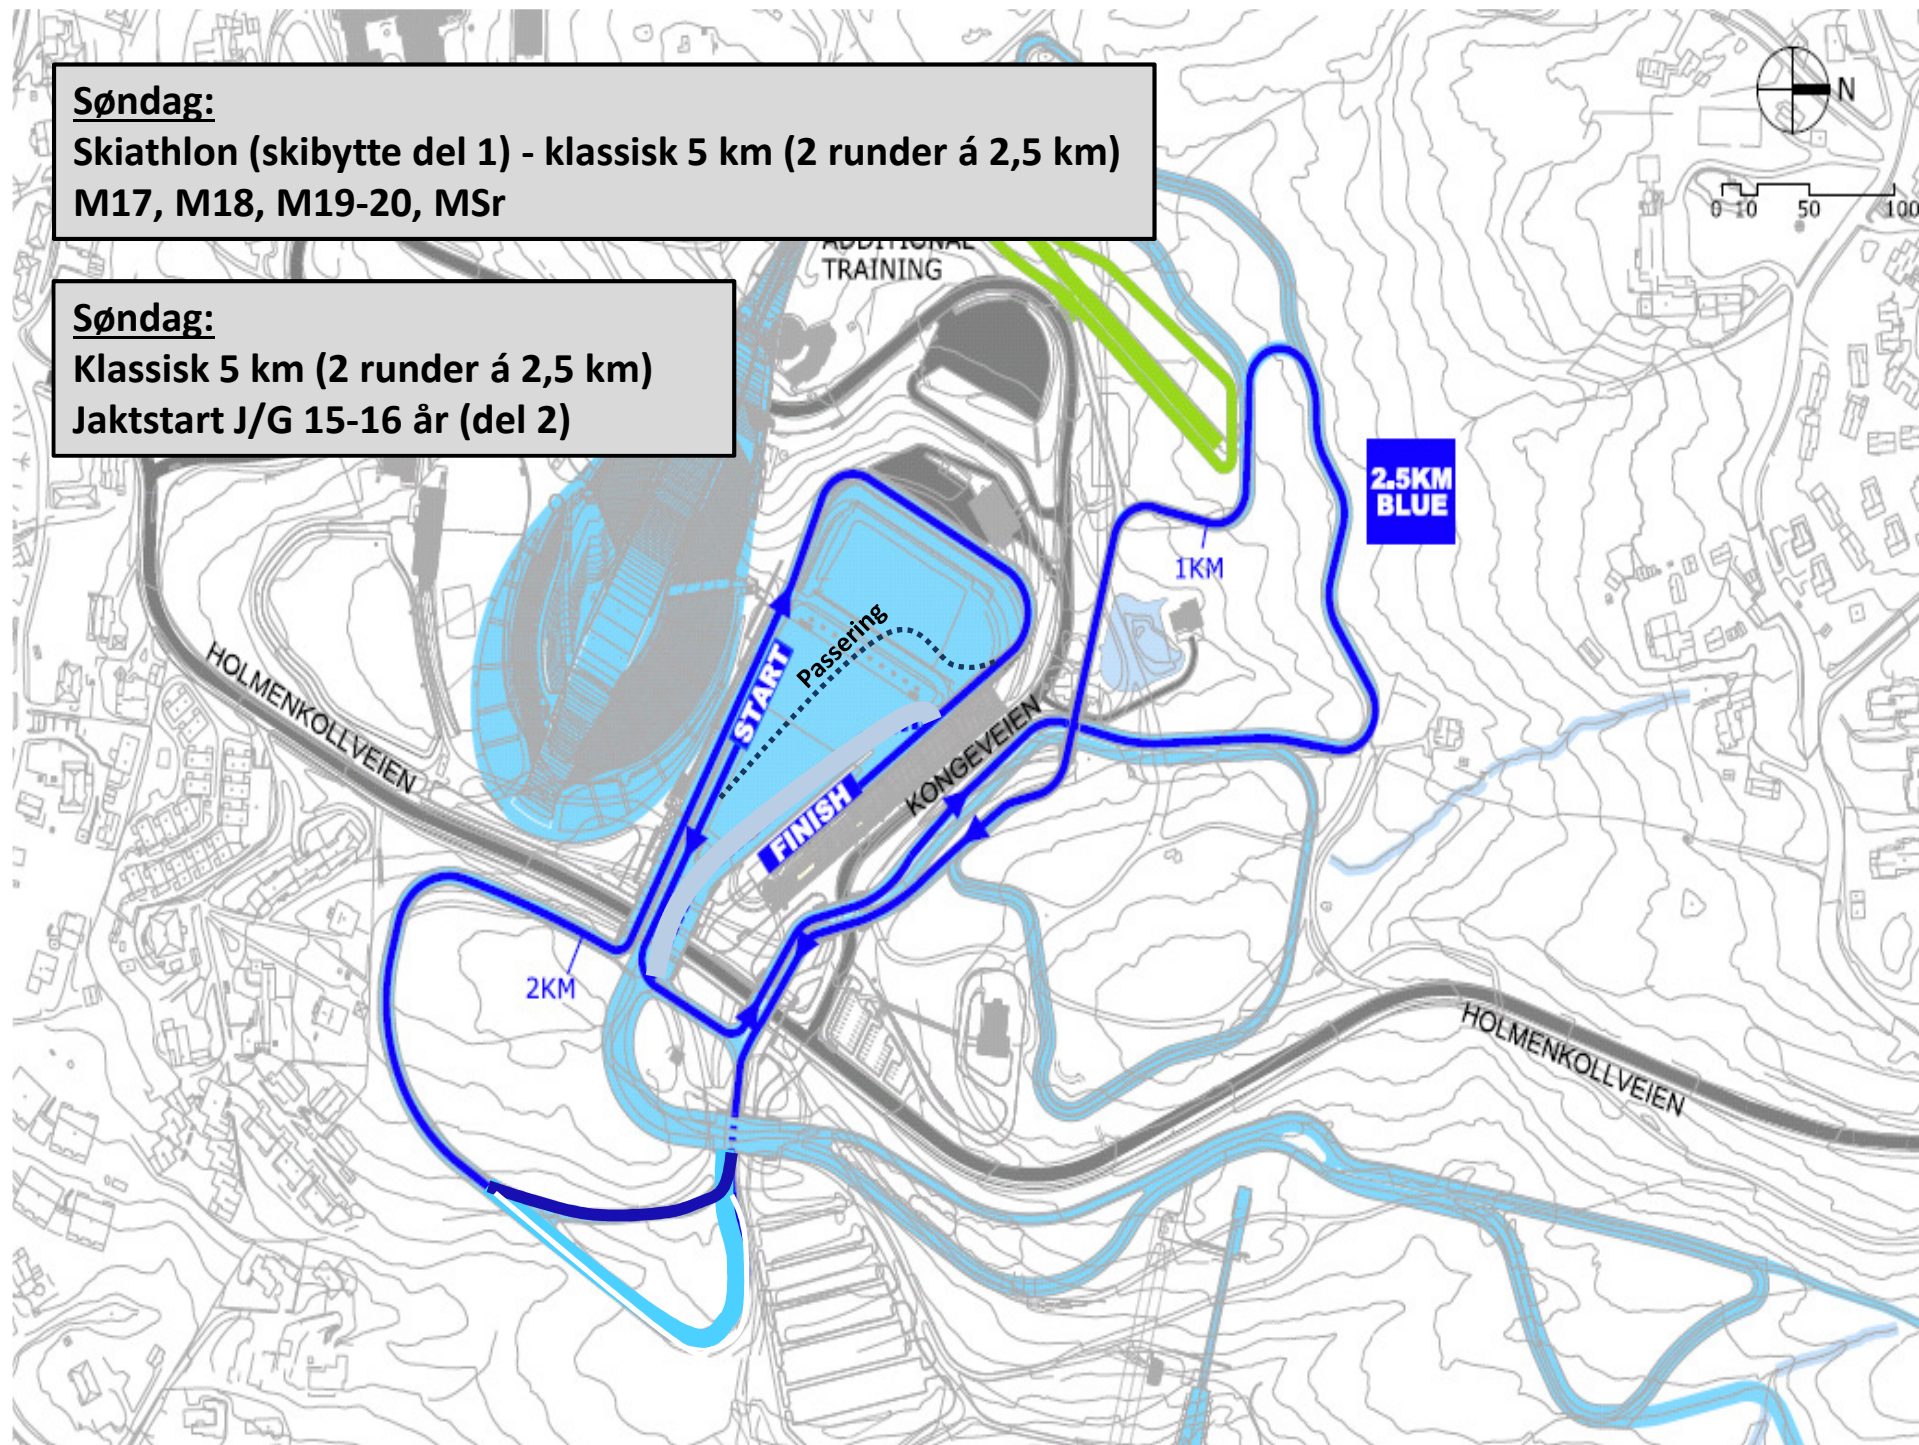 Søndag:
Skiathlon (skibytte del 1) - klassisk 5 km (2 runder á 2,5 km)
M17, M18, M19-20, MSr
N
0 10 50 100
ADDITIONAL
TRAINING
Søndag:
Klassisk 5 km (2 runder á 2,5 km)
Jaktstart J/G 15-16 år (del 2)
2.5KM
BLUE
1KM
Passering
START
HOLMENKOLLVEIEN
KONGEVEIEN
FINISH
2KM
HOLMENKOLLVEIEN